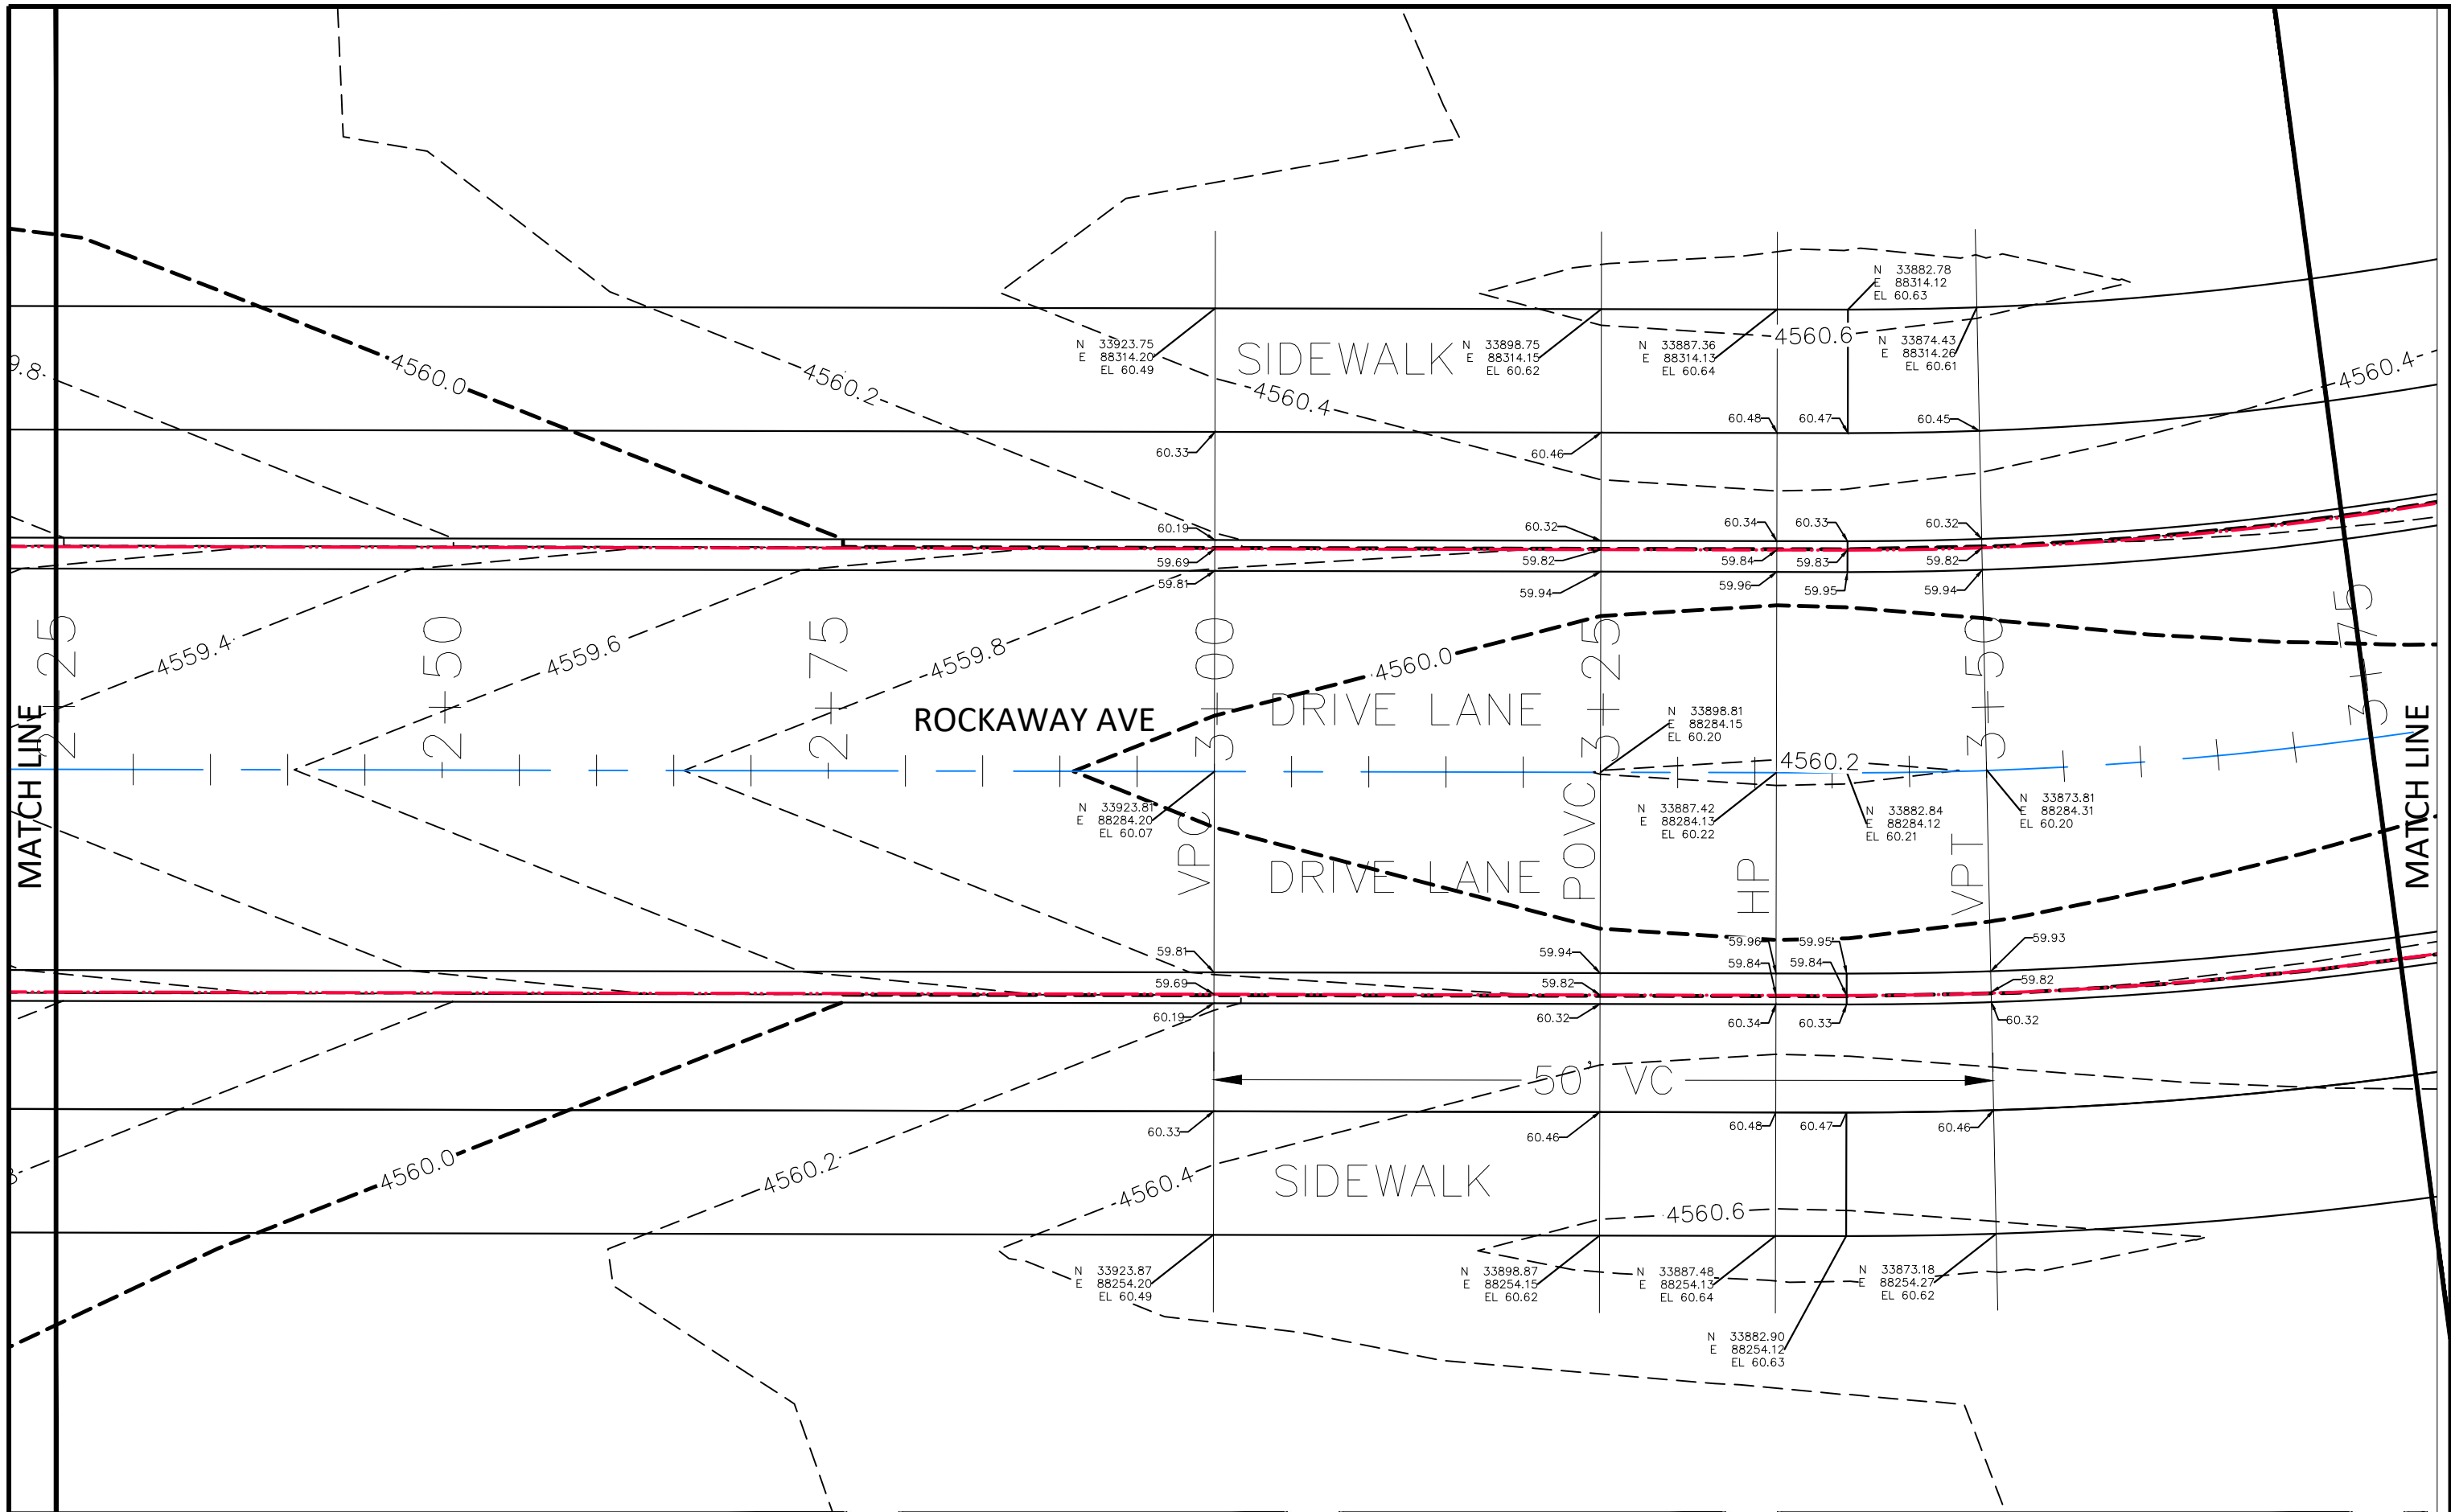 N 33882.78
E 88314.12
EL 60.63
N 33923.75
E 88314.20
EL 60.49
SIDEWALK
N 33898.75
E 88314.15
EL 60.62
N 33887.36
E 88314.13
EL 60.64
4560.6
N 33874.43
E 88314.26
EL 60.61
9.8
4560.0
4560.2
4560.4
4560.4
60.33
60.46
60.48
60.47
60.45
60.19
60.32
60.34
60.33
60.32
59.69
59.82
59.84
59.83
59.82
59.81
59.94
59.96
59.95
59.94
2+25
2+50
2+75
3+00
3+25
3+50
3+75
4559.4
4559.6
4559.8
4560.0
MATCH LINE
ROCKAWAY AVE
DRIVE LANE
N 33898.81
E 88284.15
EL 60.20
4560.2
MATCH LINE
N 33923.81
E 88284.20
EL 60.07
N 33887.42
E 88284.13
EL 60.22
N 33882.84
E 88284.12
EL 60.21
N 33873.81
E 88284.31
EL 60.20
VPC
POVC
HP
VPT
DRIVE LANE
59.81
59.94
59.96
59.95
59.93
59.69
59.82
59.84
59.84
59.82
60.19
60.32
60.34
60.33
60.32
50' VC
60.33
60.46
60.48
60.47
60.46
8
4560.0
4560.2
4560.4
SIDEWALK
4560.6
N 33923.87
E 88254.20
EL 60.49
N 33898.87
E 88254.15
EL 60.62
N 33887.48
E 88254.13
EL 60.64
N 33873.18
E 88254.27
EL 60.62
N 33882.90
E 88254.12
EL 60.63